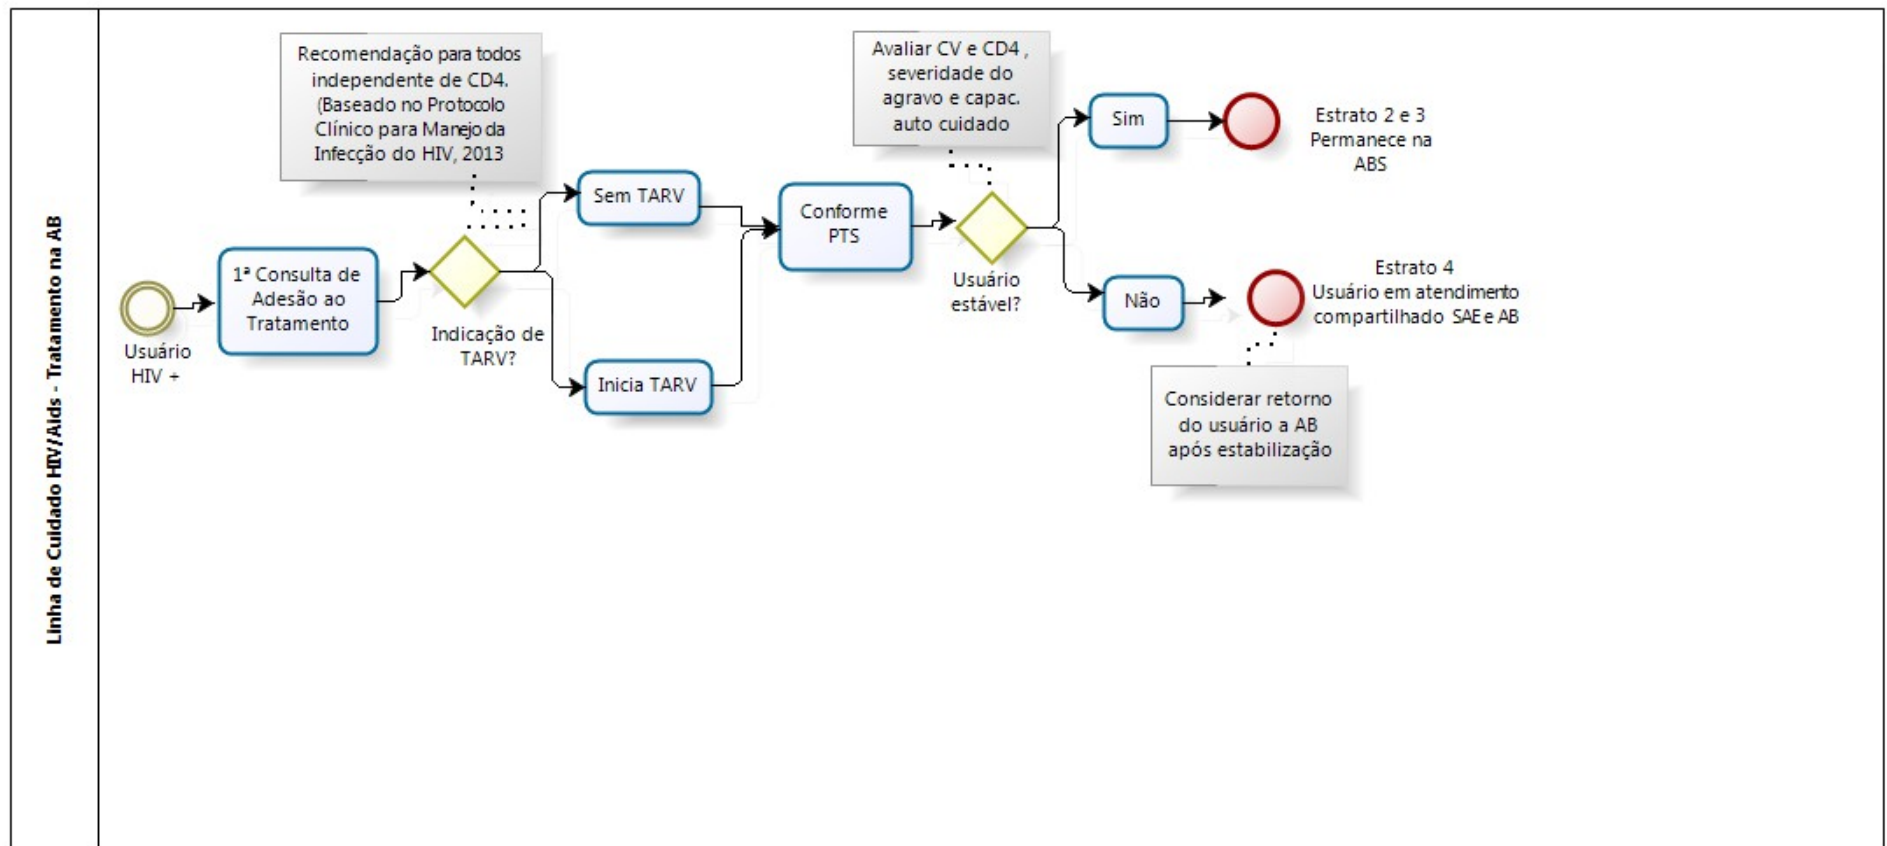 Linha de Cuidado HIV/Aids - Tratamento na AB
Usuário
HIV +
1ª Consulta de
Adesão ao
Tratamento
Recomendação para todos
independente de CD4.
(Baseado no Protocolo
Clínico para Manejo da
Infecção do HIV, 2013
Indicação de
TARV?
Sem TARV
Inicia TARV
Conforme
PTS
Avaliar CV e CD4 ,
severidade do
agravo e capac.
auto cuidado
Usuário
estável?
Sim
Estrato 2 e 3
Permanece na
ABS
Não
Estrato 4
Usuário em atendimento
compartilhado SAE e AB
Considerar retorno
do usuário a AB
após estabilização